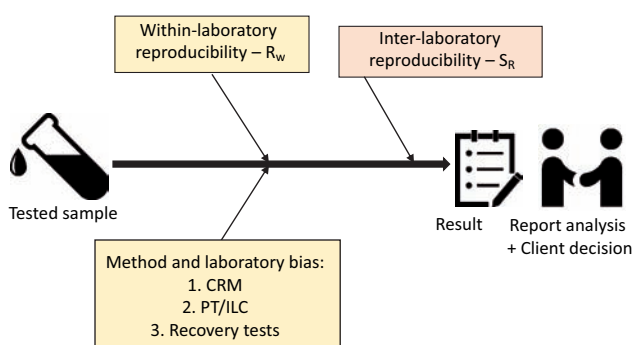 Within-laboratory
reproducibility – Rw
Inter-laboratory
reproducibility – SR
Tested sample
Result
Report analysis
+ Client decision
Method and laboratory bias:
1. CRM
2. PT/ILC
3. Recovery tests